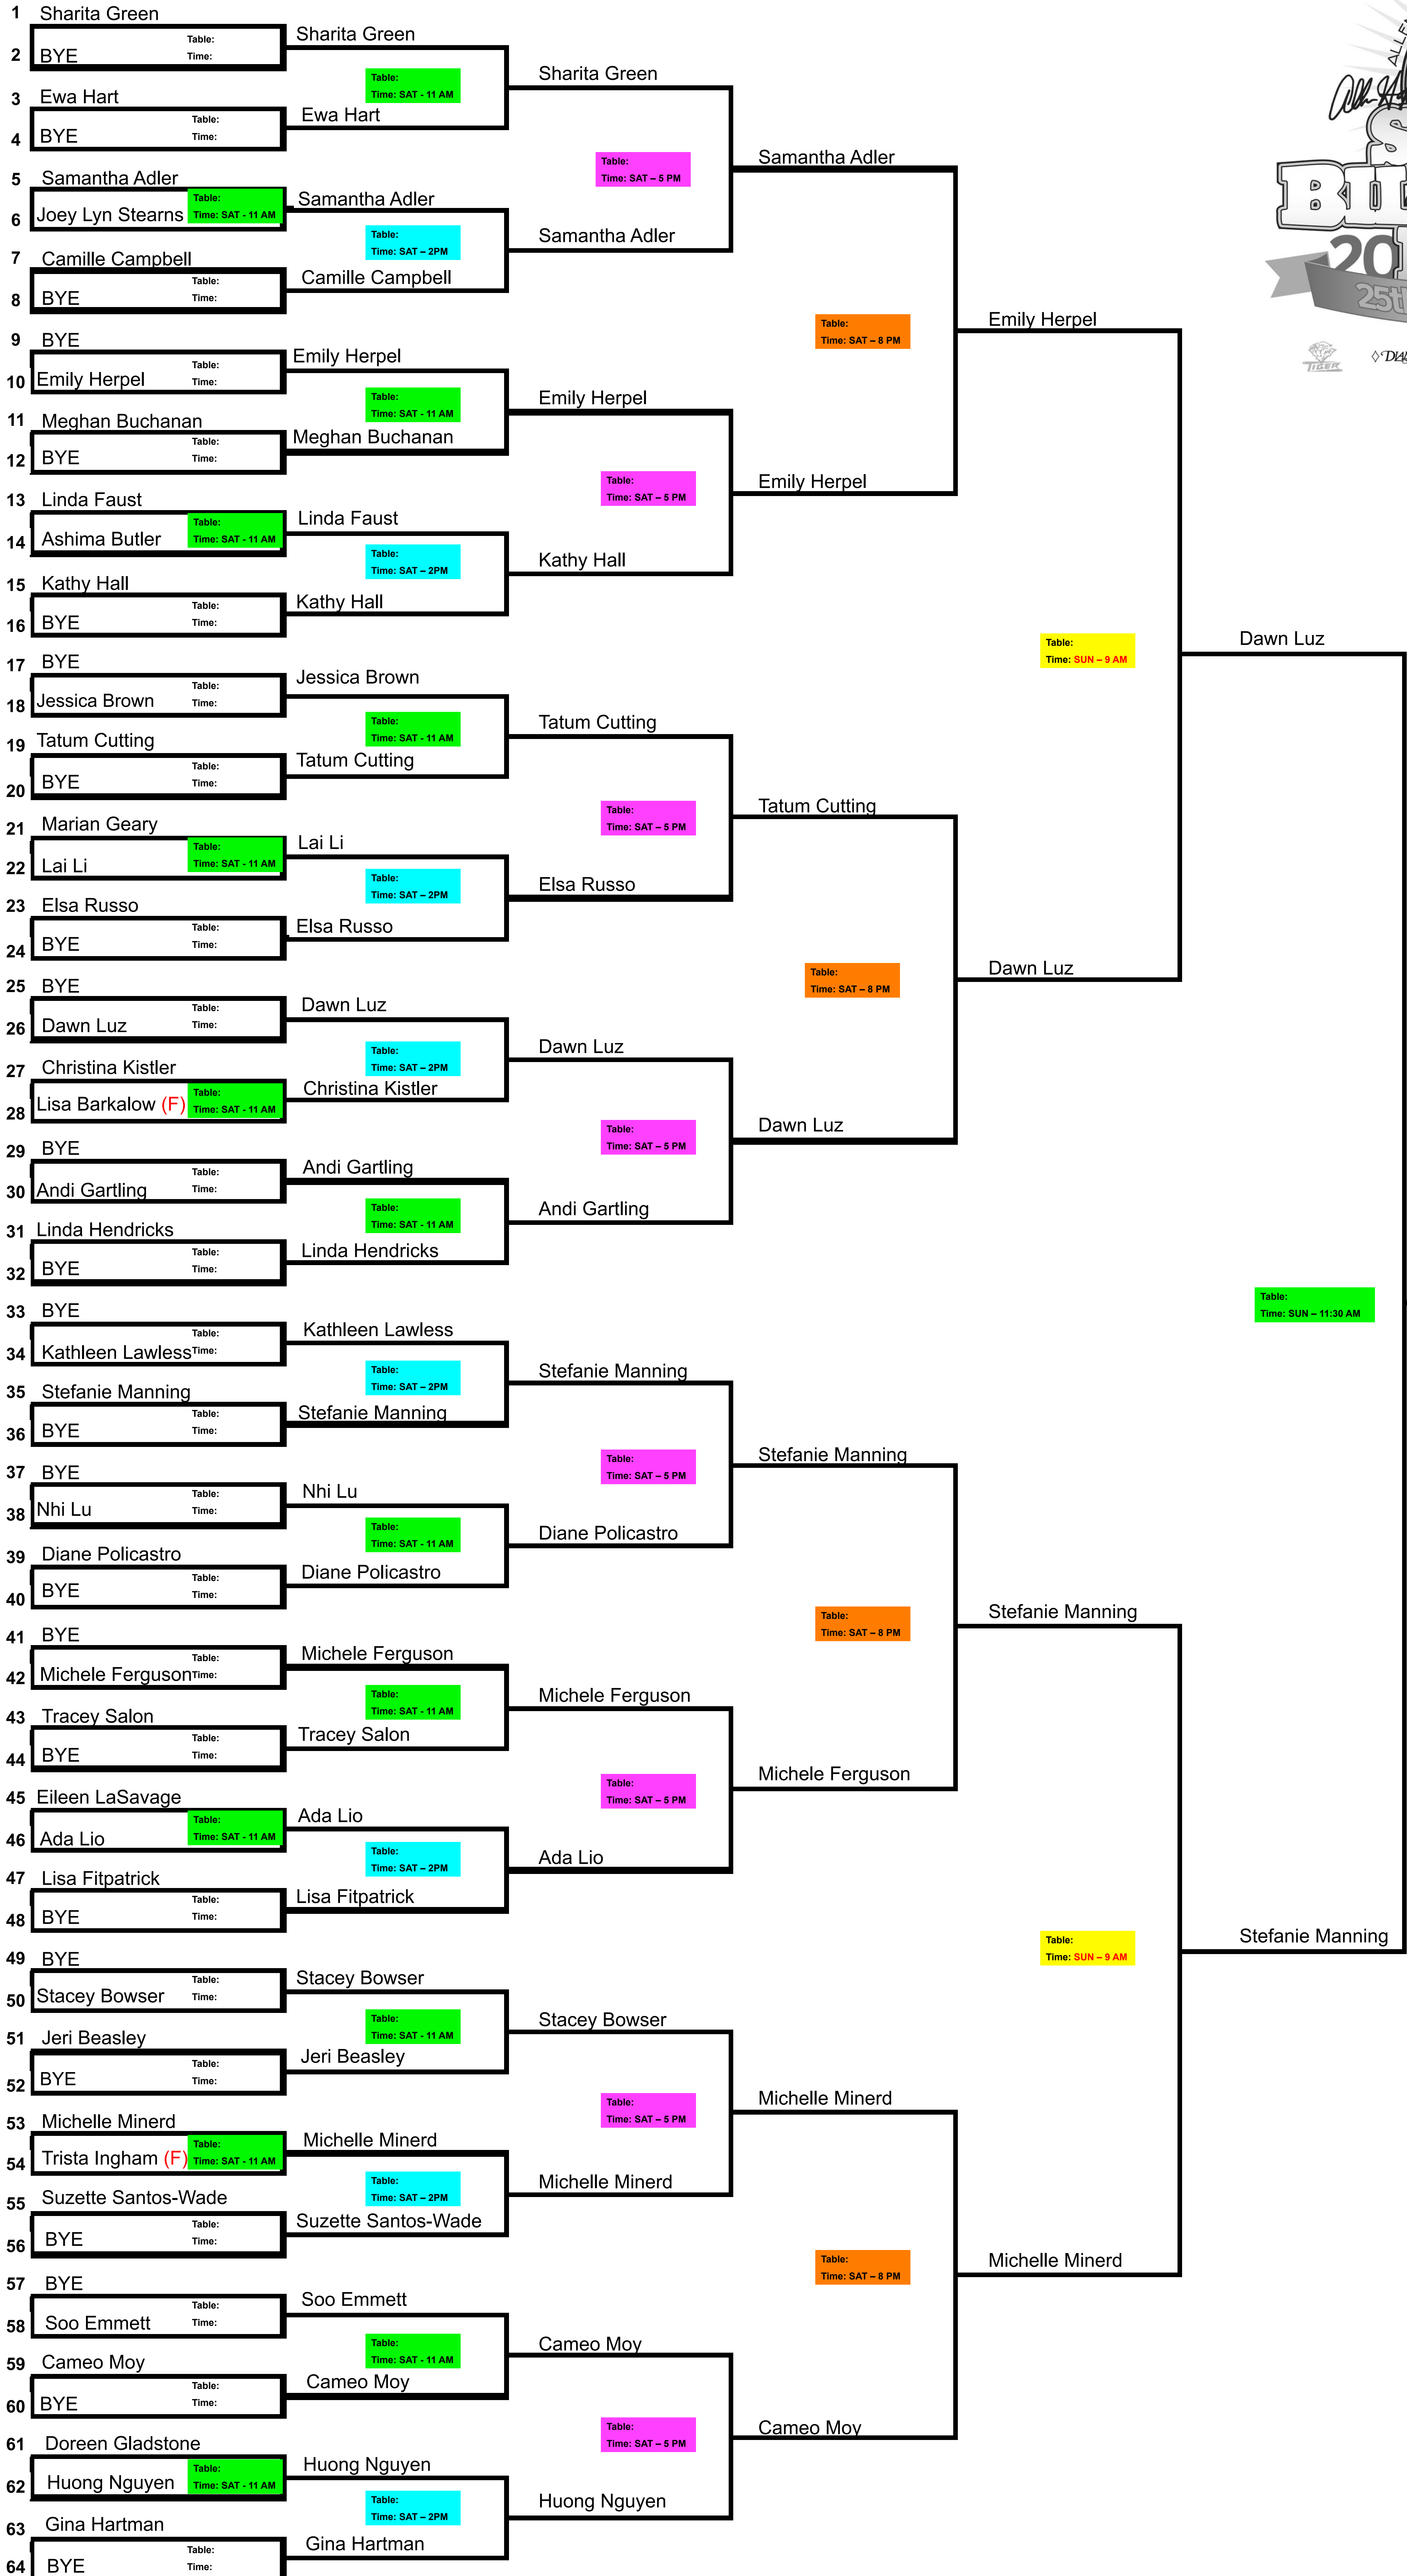 1 Sharita Green
Table:
2 BYE Time:
3 Ewa Hart
Table:
4 BYE Time:
5 Samantha Adler
Table:
6 Joey Lyn Stearns Time: SAT - 11 AM
7 Camille Campbell
Table:
8 BYE Time:
9 BYE
Table:
10 Emily Herpel Time:
11 Meghan Buchanan
Table:
12 BYE Time:
13 Linda Faust
Table:
14 Ashima Butler Time: SAT - 11 AM
15 Kathy Hall
Table:
16 BYE Time:
17 BYE
Table:
18 Jessica Brown Time:
19 Tatum Cutting
Table:
20 BYE Time:
21 Marian Geary
Table:
22 Lai Li Time: SAT - 11 AM
23 Elsa Russo
Table:
24 BYE Time:
25 BYE
Table:
26 Dawn Luz Time:
27 Christina Kistler
Table:
28 Lisa Barkalow (F) Time: SAT - 11 AM
29 BYE
Table:
30 Andi Gartling Time:
31 Linda Hendricks
Table:
32 BYE Time:
33 BYE
Table:
34 Kathleen Lawless Time:
35 Stefanie Manning
Table:
36 BYE Time:
37 BYE
Table:
38 Nhi Lu Time:
39 Diane Policastro
Table:
40 BYE Time:
41 BYE
Table:
42 Michele Ferguson Time:
43 Tracey Salon
Table:
44 BYE Time:
45 Eileen LaSavage
Table:
46 Ada Lio Time: SAT - 11 AM
47 Lisa Fitpatrick
Table:
48 BYE Time:
49 BYE
Table:
50 Stacey Bowser Time:
51 Jeri Beasley
Table:
52 BYE Time:
53 Michelle Minerd
Table:
54 Trista Ingham (F) Time: SAT - 11 AM
55 Suzette Santos-Wade
Table:
56 BYE Time:
57 BYE
Table:
58 Soo Emmett Time:
59 Cameo Moy
Table:
60 BYE Time:
61 Doreen Gladstone
Table:
62 Huong Nguyen Time: SAT - 11 AM
63 Gina Hartman
Table:
64 BYE Time:
Sharita Green
Table:
Time: SAT - 11 AM
Ewa Hart
Samantha Adler
Table:
Time: SAT – 2PM
Camille Campbell
Emily Herpel
Table:
Time: SAT - 11 AM
Meghan Buchanan
Linda Faust
Table:
Time: SAT – 2PM
Kathy Hall
Jessica Brown
Table:
Time: SAT - 11 AM
Tatum Cutting
Lai Li
Table:
Time: SAT – 2PM
Elsa Russo
Dawn Luz
Table:
Time: SAT – 2PM
Christina Kistler
Andi Gartling
Table:
Time: SAT - 11 AM
Linda Hendricks
Kathleen Lawless
Table:
Time: SAT – 2PM
Stefanie Manning
Nhi Lu
Table:
Time: SAT - 11 AM
Diane Policastro
Michele Ferguson
Table:
Time: SAT - 11 AM
Tracey Salon
Ada Lio
Table:
Time: SAT – 2PM
Lisa Fitpatrick
Stacey Bowser
Table:
Time: SAT - 11 AM
Jeri Beasley
Michelle Minerd
Table:
Time: SAT – 2PM
Suzette Santos-Wade
Soo Emmett
Table:
Time: SAT - 11 AM
Cameo Moy
Huong Nguyen
Table:
Time: SAT – 2PM
Gina Hartman
Sharita Green
Table:
Time: SAT – 5 PM
Samantha Adler
Emily Herpel
Table:
Time: SAT – 5 PM
Kathy Hall
Tatum Cutting
Table:
Time: SAT – 5 PM
Elsa Russo
Dawn Luz
Table:
Time: SAT – 5 PM
Andi Gartling
Stefanie Manning
Table:
Time: SAT – 5 PM
Diane Policastro
Michele Ferguson
Table:
Time: SAT – 5 PM
Ada Lio
Stacey Bowser
Table:
Time: SAT – 5 PM
Michelle Minerd
Cameo Moy
Table:
Time: SAT – 5 PM
Huong Nguyen
Samantha Adler
Table:
Time: SAT – 8 PM
Emily Herpel
Tatum Cutting
Table:
Time: SAT – 8 PM
Dawn Luz
Stefanie Manning
Table:
Time: SAT – 8 PM
Michele Ferguson
Michelle Minerd
Table:
Time: SAT – 8 PM
Cameo Moy
Emily Herpel
Table:
Time: SUN – 9 AM
Dawn Luz
Stefanie Manning
Table:
Time: SUN – 9 AM
Michelle Minerd
Dawn Luz
Table:
Time: SUN – 11:30 AM
Stefanie Manning
25th
TIGER